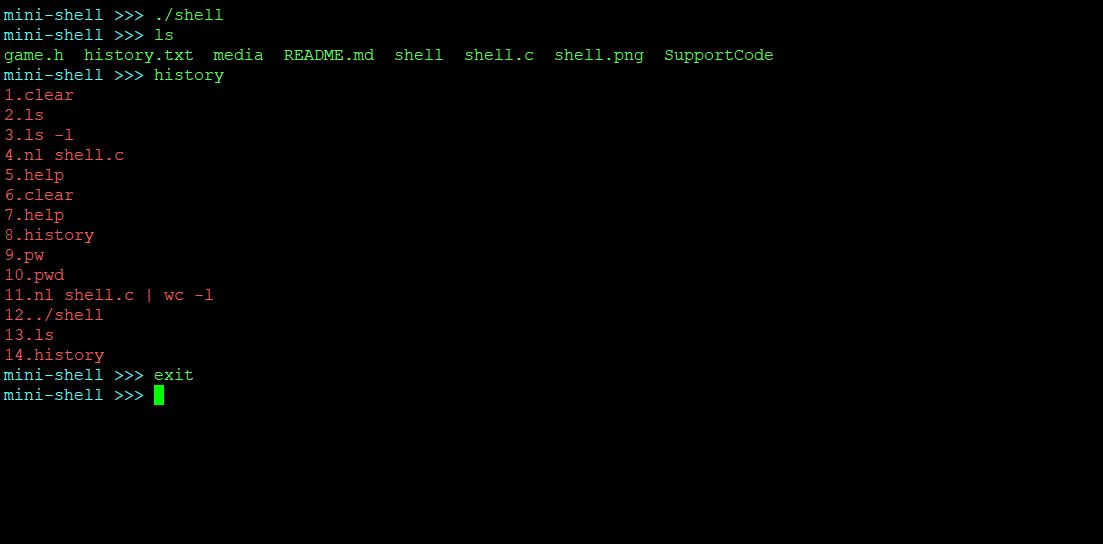 mini-shell >>> ./shell
mini-shell >>> ls
game.h  history.txt  media  README.md  shell  shell.c  shell.png  SupportCode
mini-shell >>> history
1.clear
2.ls
3.ls -l
4.nl shell.c
5.help
6.clear
7.help
8.history
9.pw
10.pwd
11.nl shell.c | wc -l
12../shell
13.ls
14.history
mini-shell >>> exit
mini-shell >>>